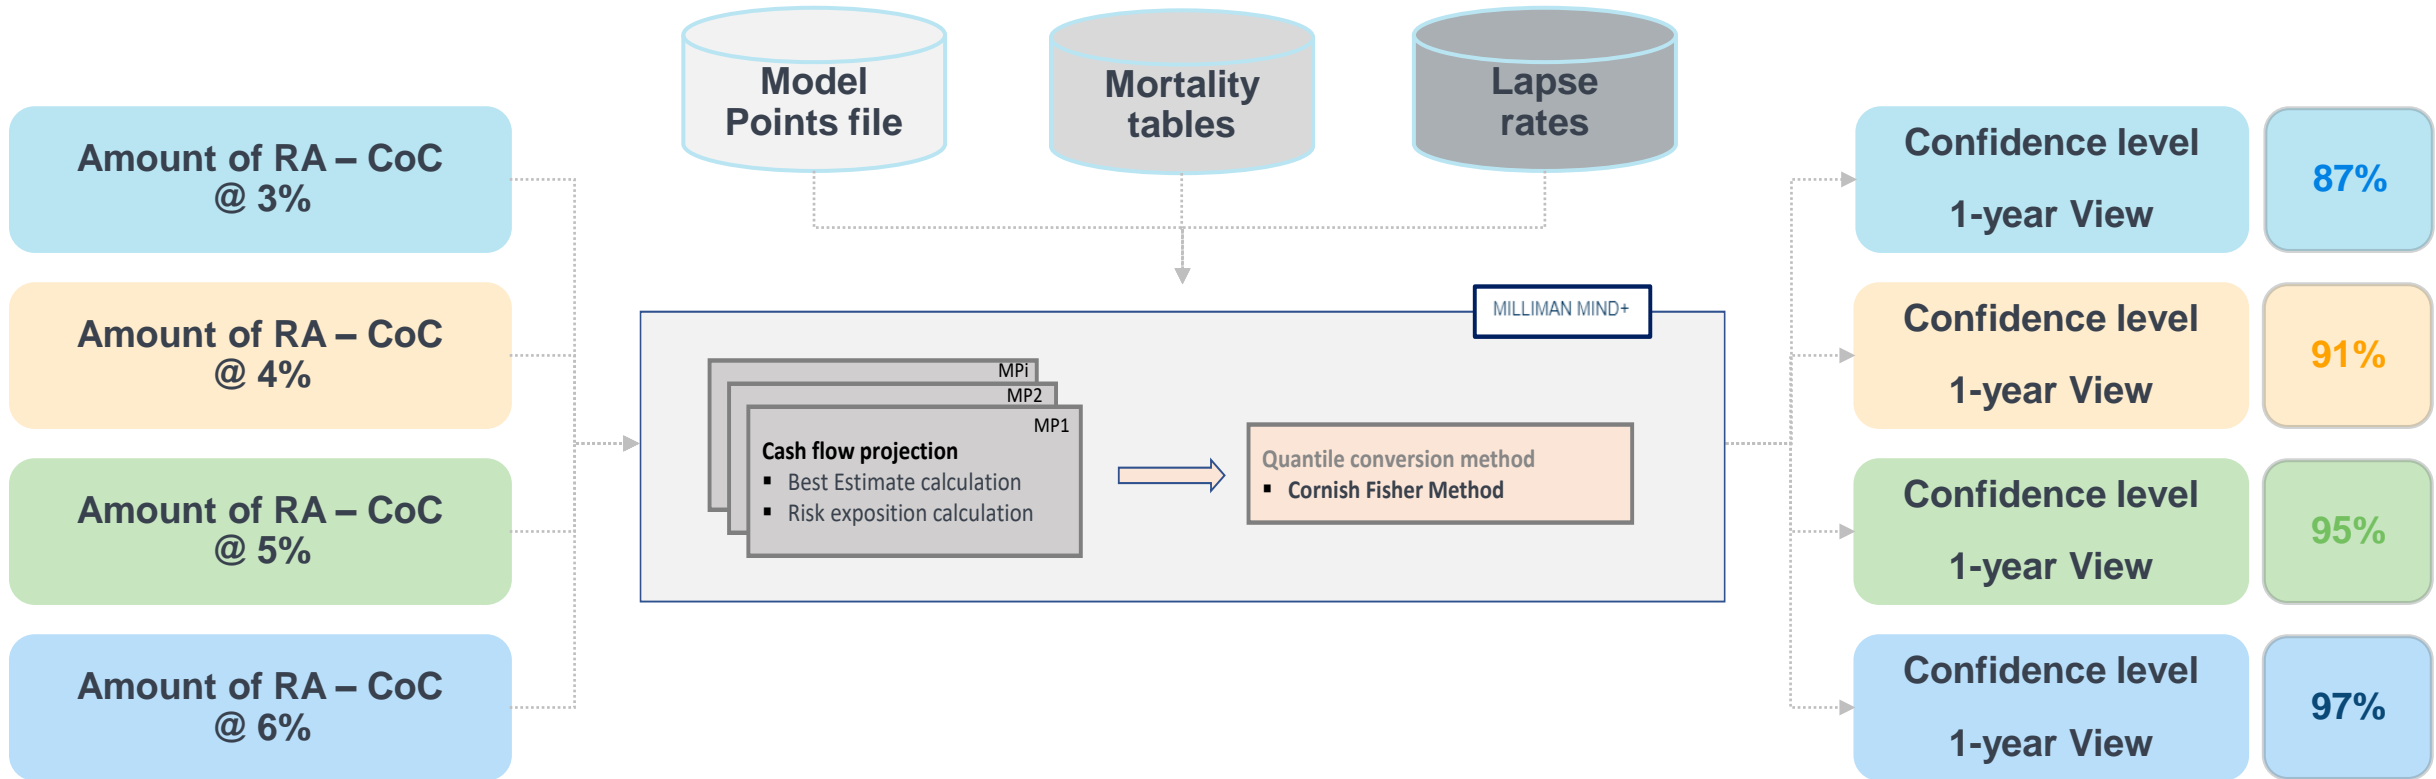 Model
Points file
Mortality
tables
Lapse
rates
Amount of RA – CoC
@ 3%
Amount of RA – CoC
@ 4%
Amount of RA – CoC
@ 5%
Amount of RA – CoC
@ 6%
MILLIMAN MIND+
MPi
MP2
MP1
Cash flow projection
▪ Best Estimate calculation
▪ Risk exposition calculation
Quantile conversion method
▪ Cornish Fisher Method
Confidence level
1-year View
87%
Confidence level
1-year View
91%
Confidence level
1-year View
95%
Confidence level
1-year View
97%